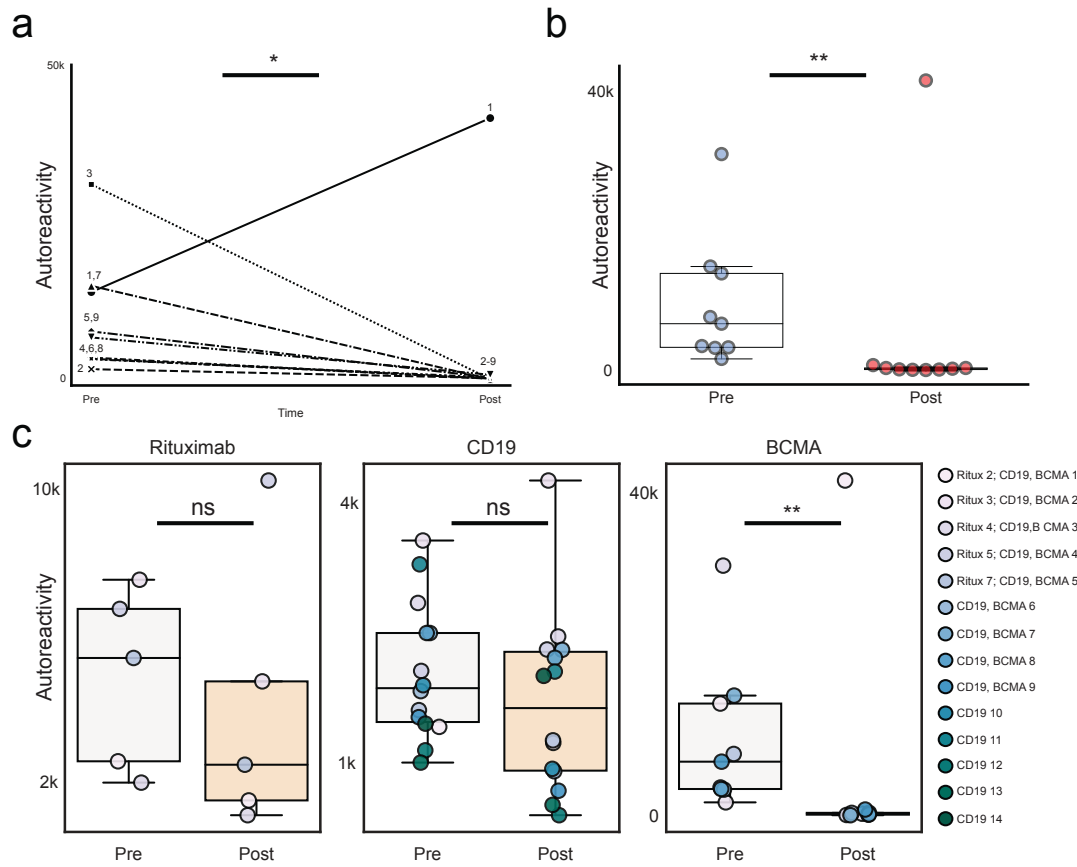 a
*
50k
Autoreactivity
0
3
1,7
5,9
4,6,8
2
1
2-9
Pre
Time
Post
b
**
40k
Autoreactivity
0
Pre
Post
c
Rituximab
10k
ns
Autoreactivity
2k
Pre
Post
CD19
4k
ns
1k
Pre
Post
BCMA
40k
**
0
Pre
Post
Ritux 2; CD19, BCMA 1
Ritux 3; CD19, BCMA 2
Ritux 4; CD19,B CMA 3
Ritux 5; CD19, BCMA 4
Ritux 7; CD19, BCMA 5
CD19, BCMA 6
CD19, BCMA 7
CD19, BCMA 8
CD19, BCMA 9
CD19 10
CD19 11
CD19 12
CD19 13
CD19 14